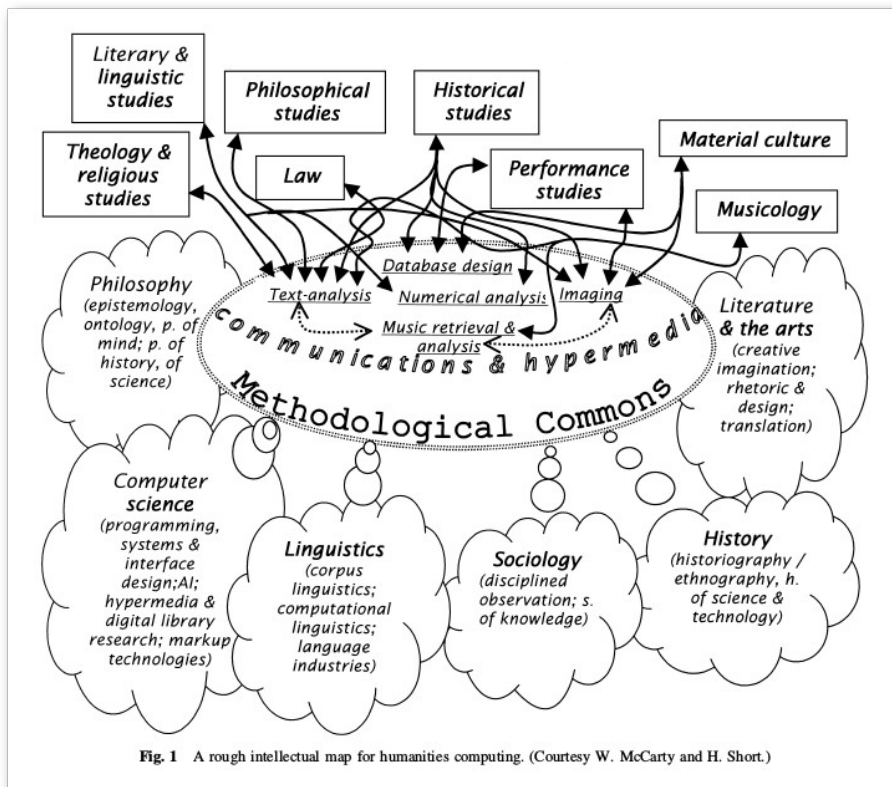 Literary &
linguistic
studies
Philosophical
studies
Historical
studies
Material culture
Theology &
religious
studies
Law
Performance
studies
Musicology
Database design
Text-analysis
Numerical analysis
Imaging
Music retrieval &
analysis
communications & hypermedia
Methodological Commons
Philosophy
(epistemology,
ontology, p. of
mind; p. of
history, of
science)
Literature
& the arts
(creative
imagination;
rhetoric &
design;
translation)
Computer
science
(programming,
systems &
interface
design;AI;
hypermedia &
digital library
research; markup
technologies)
Linguistics
(corpus
linguistics;
computational
linguistics;
language
industries)
Sociology
(disciplined
observation; s.
of knowledge)
History
(historiography /
ethnography, h.
of science &
technology)
Fig. 1 A rough intellectual map for humanities computing. (Courtesy W. McCarty and H. Short.)